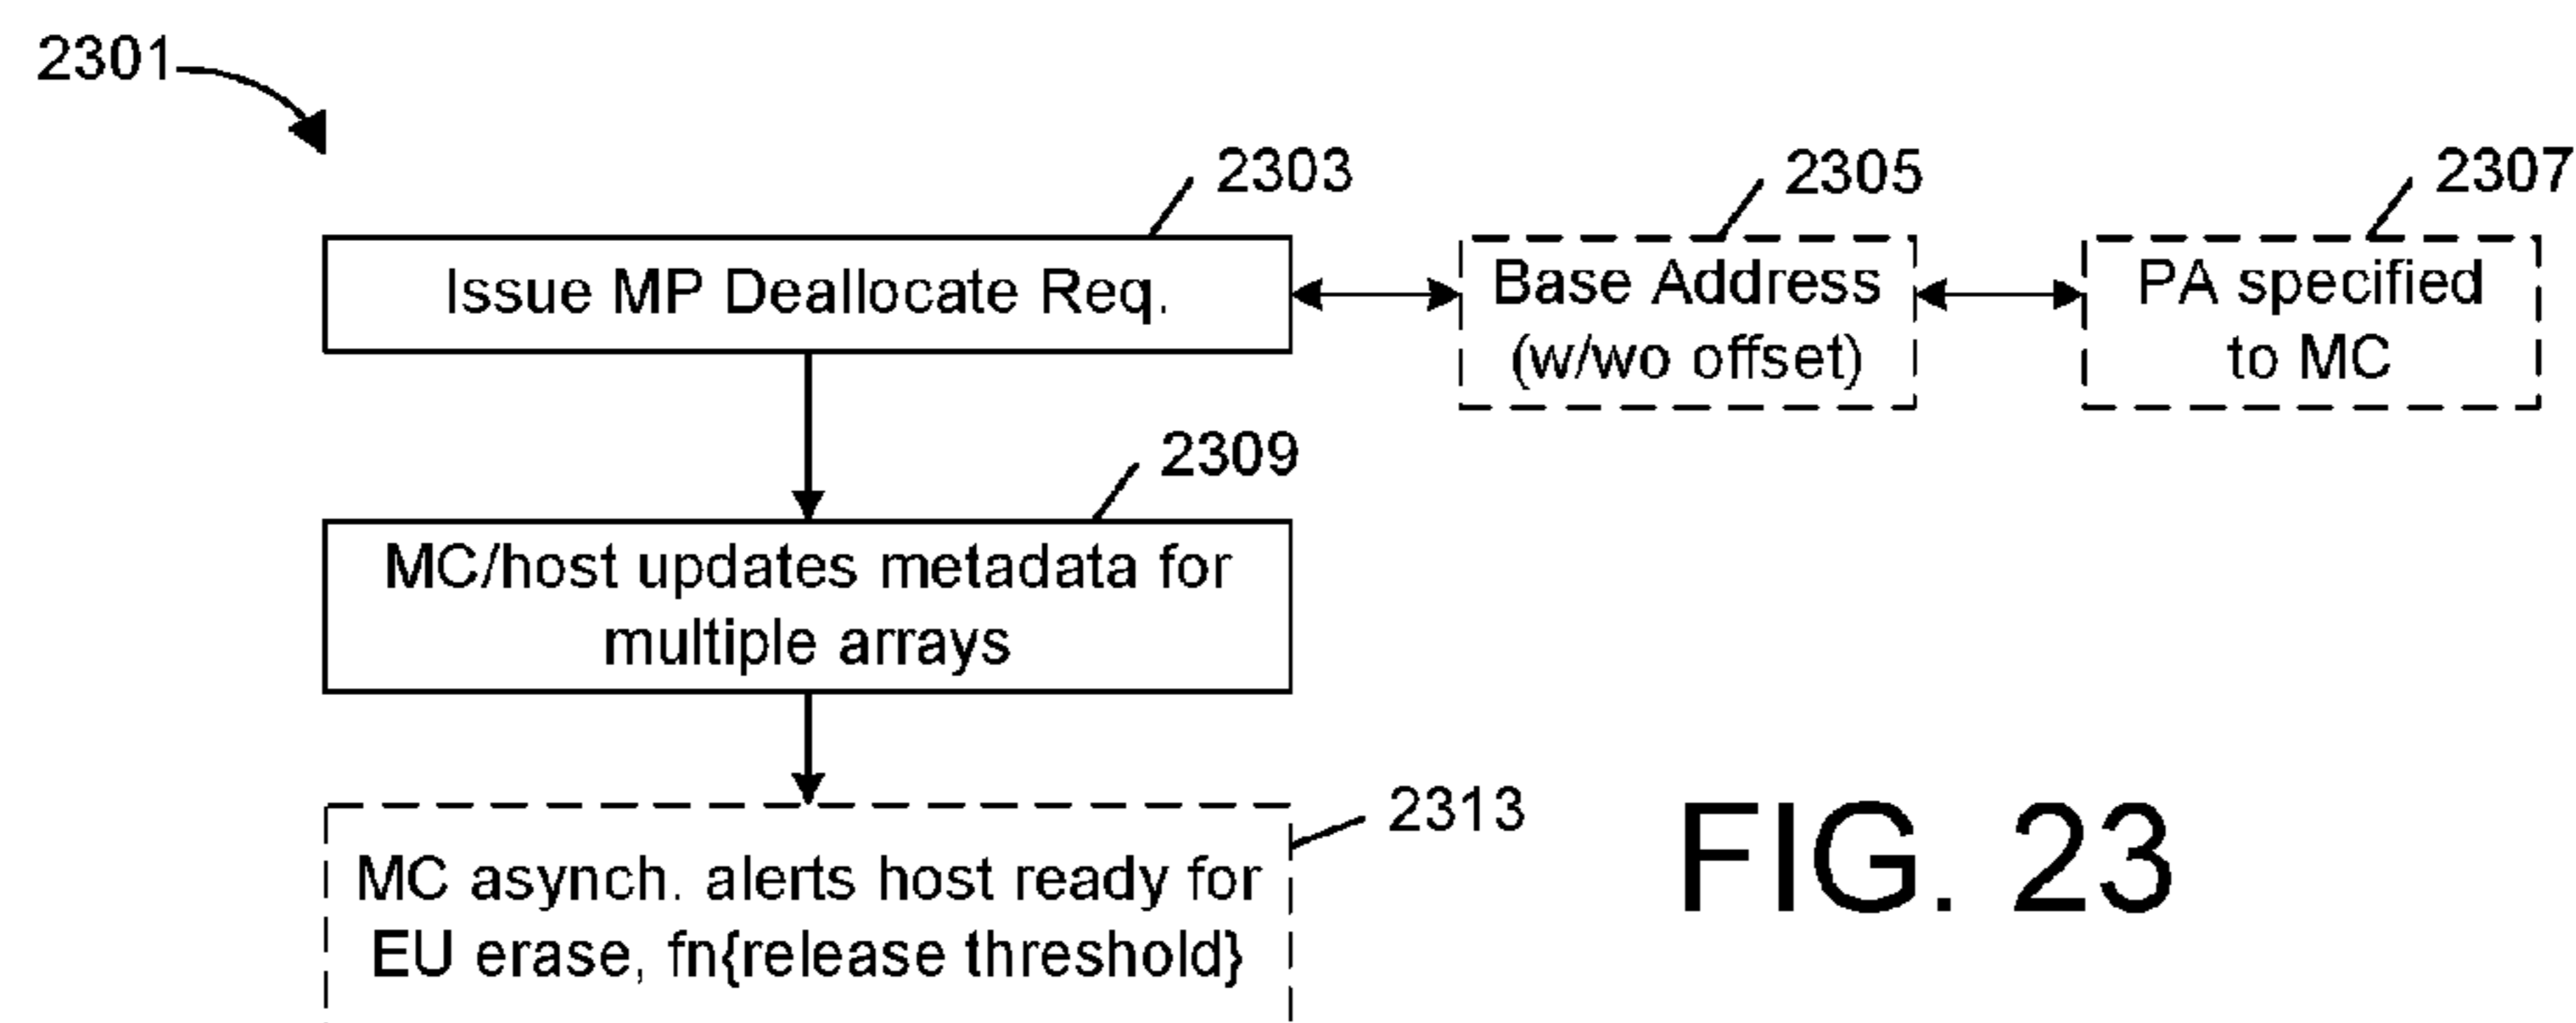 2301
2303
2305
2307
Issue MP Deallocate Req.
Base Address
(w/wo offset)
PA specified
to MC
2309
MC/host updates metadata for
multiple arrays
2313
MC asynch. alerts host ready for
EU erase, fn{release threshold}
FIG. 23